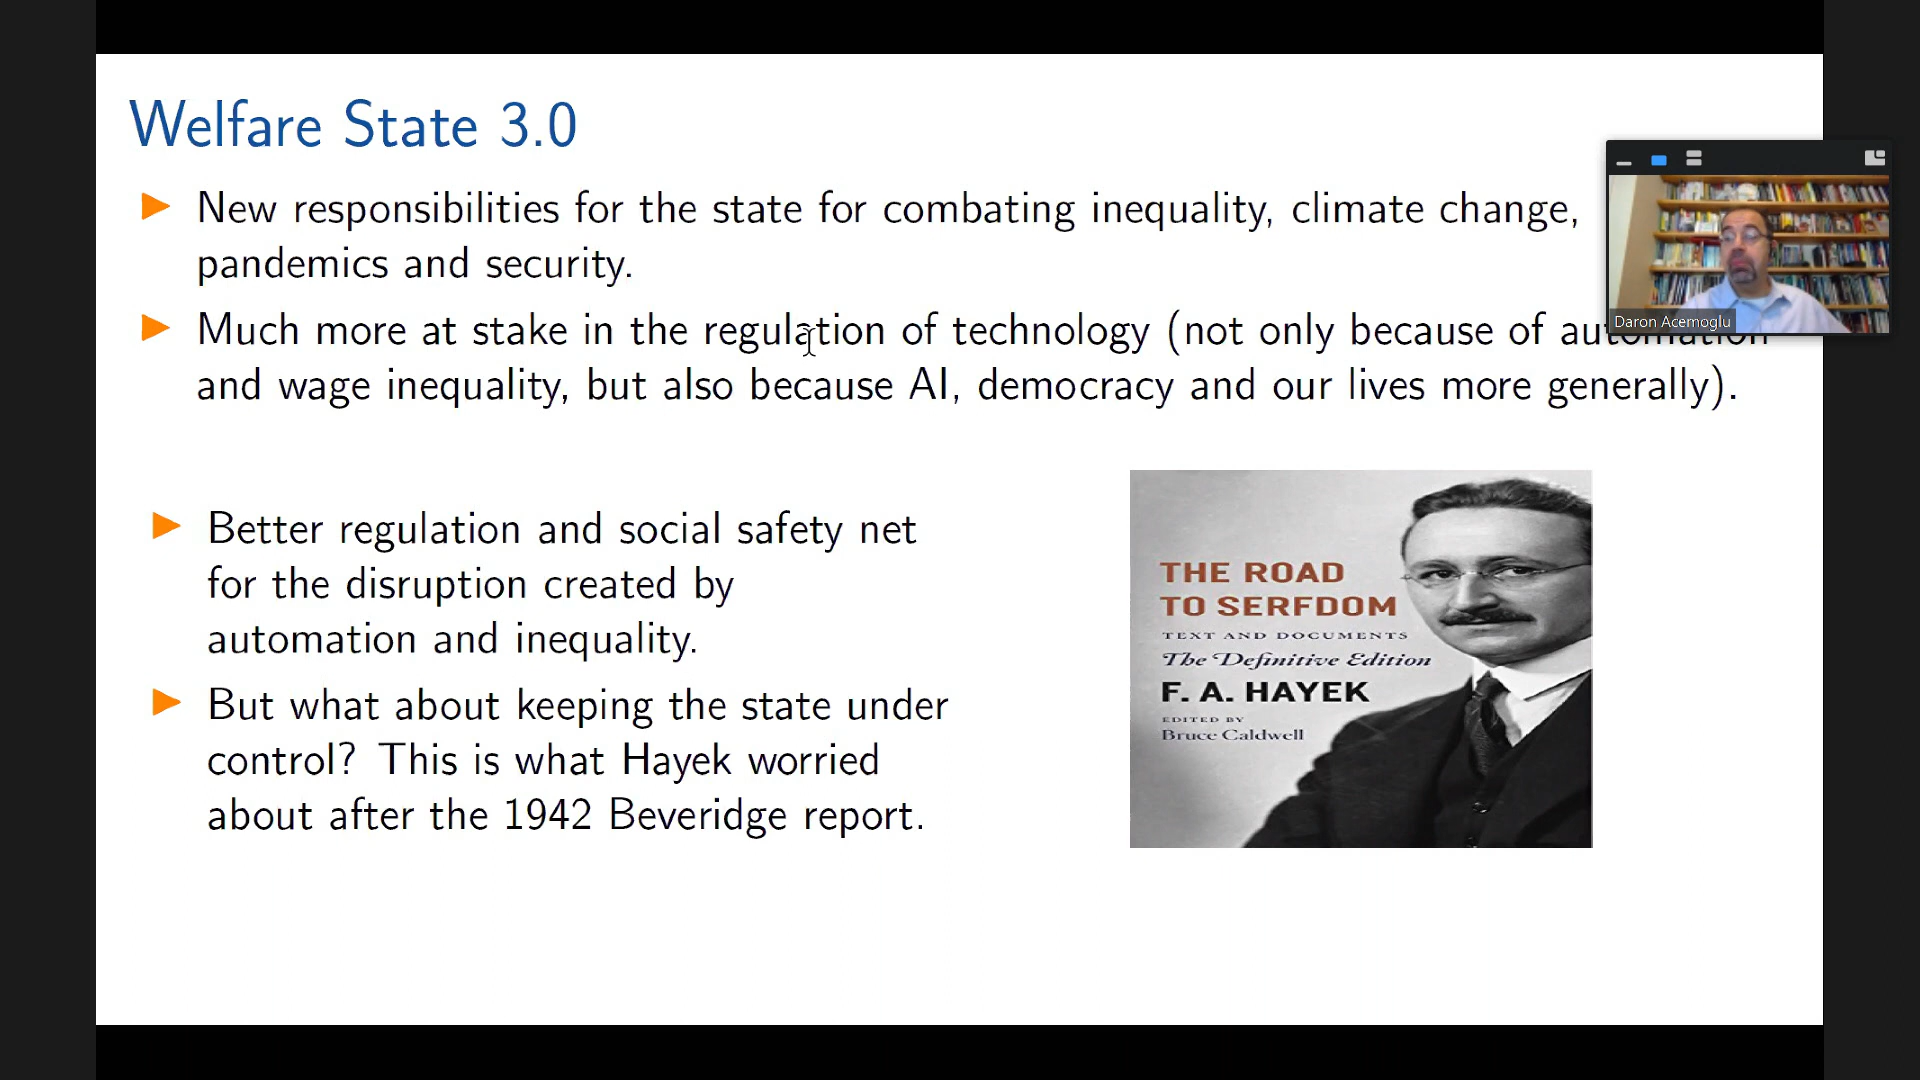 Welfare State 3.0
New responsibilities for the state for combating inequality, climate change,
pandemics and security.
Much more at stake in the regulation of technology (not only because of automation
and wage inequality, but also because AI, democracy and our lives more generally).
Daron Acemoglu
Better regulation and social safety net
for the disruption created by
automation and inequality.
But what about keeping the state under
control? This is what Hayek worried
about after the 1942 Beveridge report.
THE ROAD
TO SERFDOM
TEXT AND DOCUMENTS
The Definitive Edition
F. A. HAYEK
EDITED BY
Bruce Caldwell